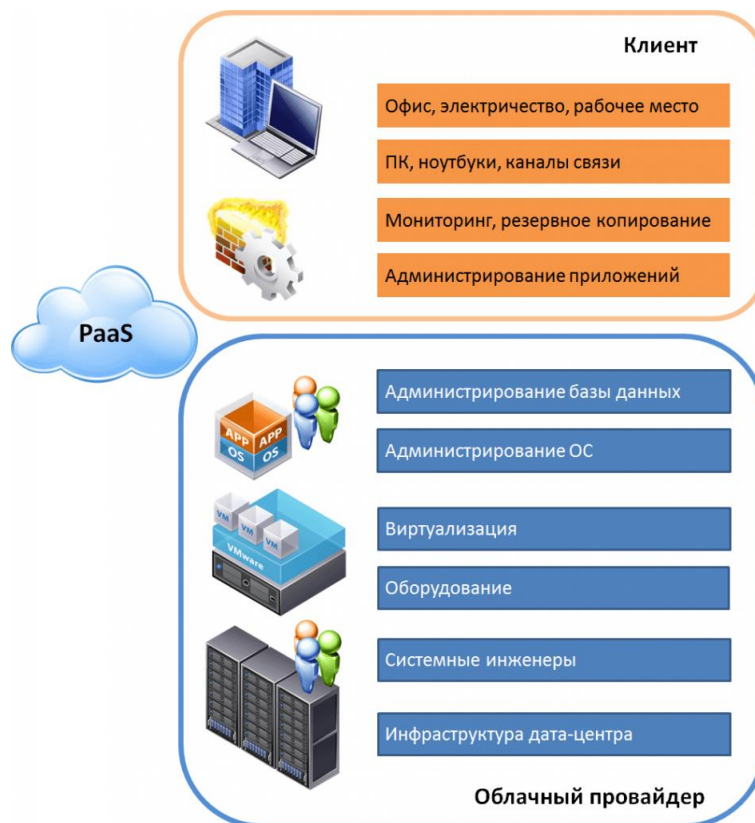 Клиент
Офис, электричество, рабочее место
ПК, ноутбуки, каналы связи
Мониторинг, резервное копирование
Администрирование приложений
PaaS
Администрирование базы данных
APP APP
OS OS
Администрирование ОС
VM VM VM
VMware
Виртуализация
Оборудование
Системные инженеры
Инфраструктура дата-центра
Облачный провайдер